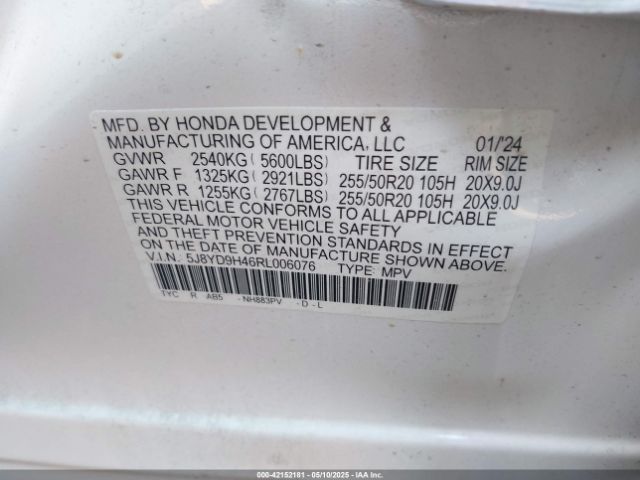 MFD. BY HONDA DEVELOPMENT &
MANUFACTURING OF AMERICA, LLC 01/'24
GVWR 2540KG ( 5600LBS) TIRE SIZE RIM SIZE
GAWR F 1325KG ( 2921LBS) 255/50R20 105H 20X9.0J
GAWR R 1255KG ( 2767LBS) 255/50R20 105H 20X9.0J
THIS VEHICLE CONFORMS TO ALL APPLICABLE
FEDERAL MOTOR VEHICLE SAFETY
AND THEFT PREVENTION STANDARDS IN EFFECT
ON THE DATE OF MANUFACTURE SHOWN ABOVE.
V.I.N. 5J8YD9H46RL006076 TYPE: MPV
TYC R AB5 -NH883PV -D-L
000-42152181 - 05/10/2025 - IAA Inc.